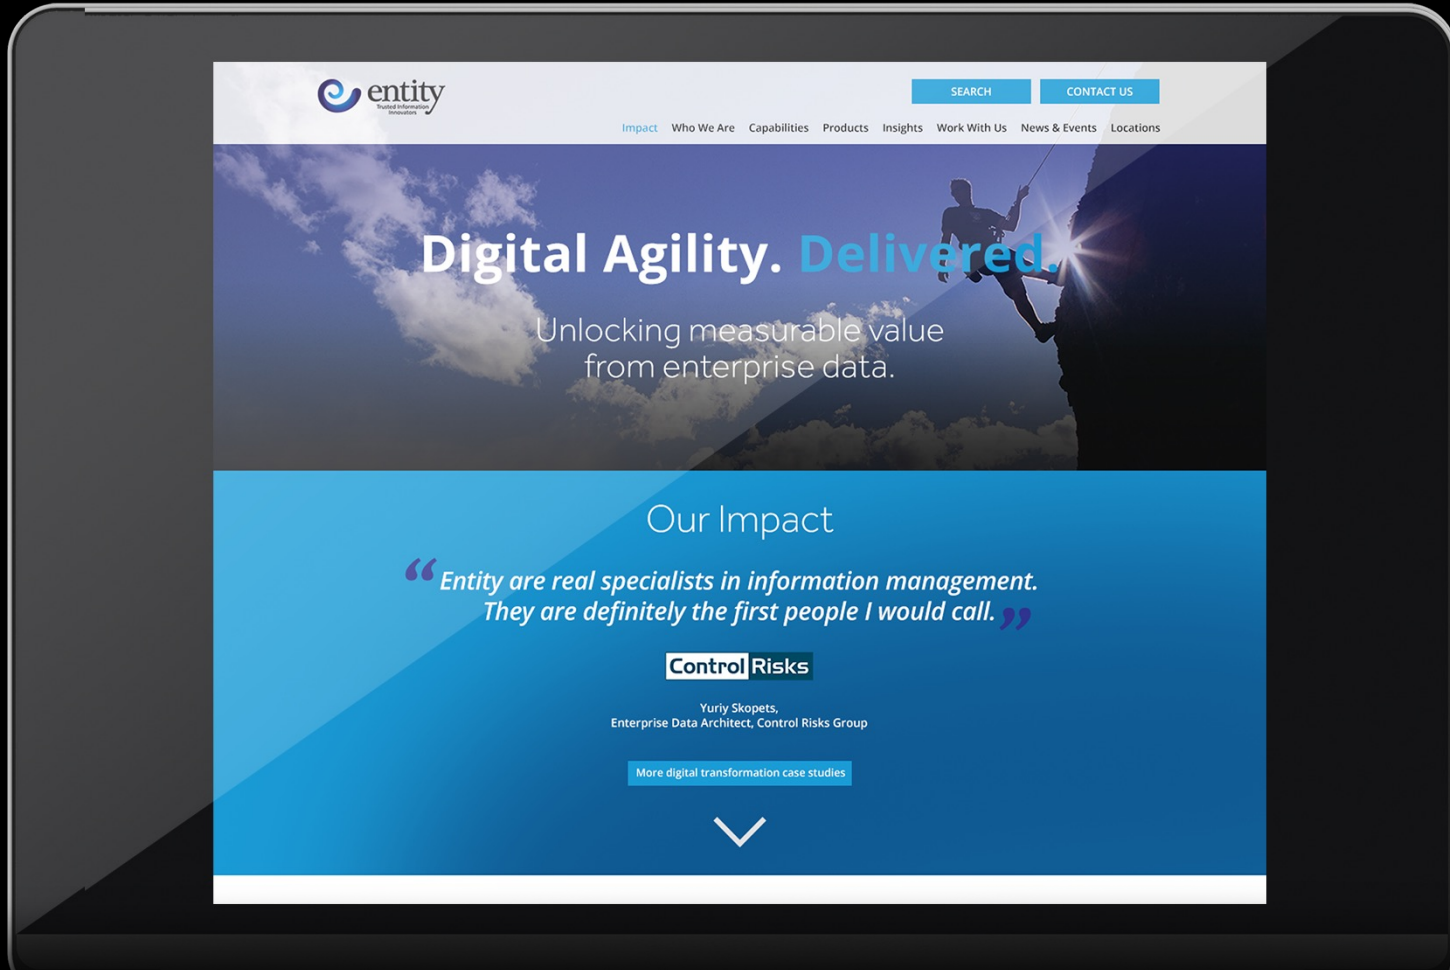 entity
Trusted Information
Innovators
SEARCH
CONTACT US
Impact Who We Are Capabilities Products Insights Work With Us News & Events Locations
Digital Agility. Delivered.
Unlocking measurable value
from enterprise data.
Our Impact
“Entity are real specialists in information management.
They are definitely the first people I would call.”
Control Risks
Yuriy Skopets,
Enterprise Data Architect, Control Risks Group
More digital transformation case studies